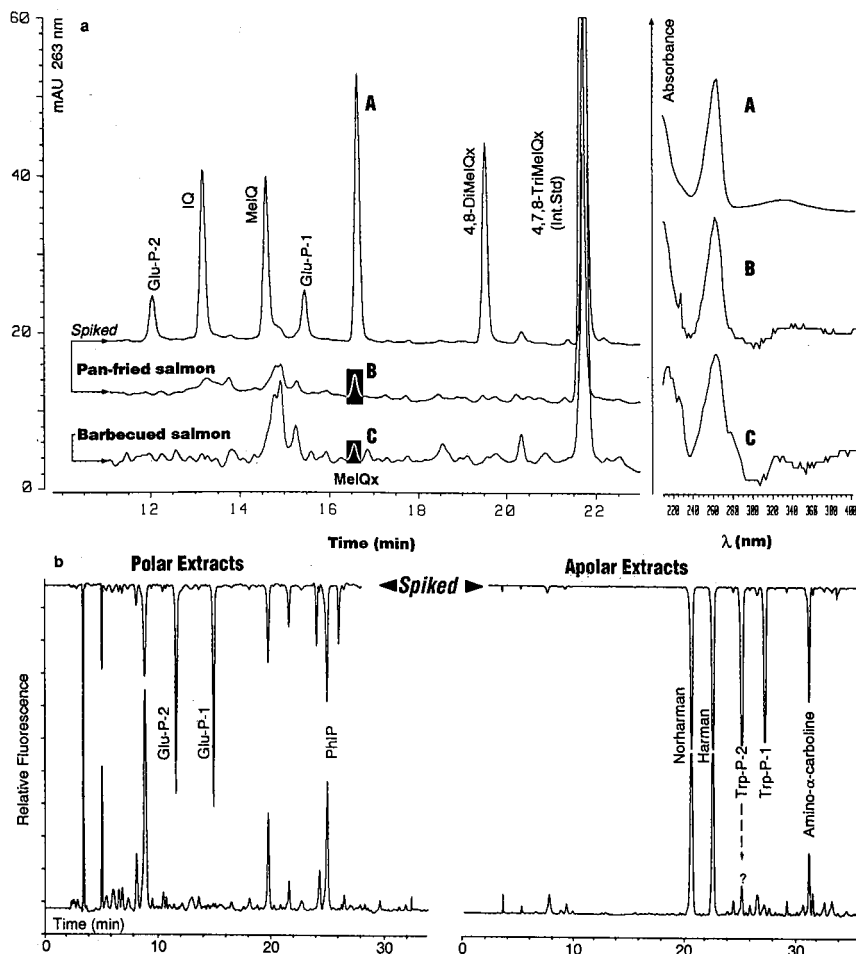 60
a
mAU 263 nm
40
20
0
Glu-P-2
IQ
MeIQ
Glu-P-1
A
4,8-DiMeIQx
4,7,8-TriMeIQx
(Int.Std)
Spiked
Pan-fried salmon
B
Barbecued salmon
C
MeIQx
12 14 16 18 20 22
Time (min)
Absorbance
A
B
C
220 240 260 280 300 320 340 360 380 400
λ (nm)
b
Polar Extracts
Spiked
Apolar Extracts
Relative Fluorescence
Glu-P-2
Glu-P-1
PhIP
Time (min)
0 10 20 30
Norharman
Harman
Trp-P-2
?
Trp-P-1
Amino-α-carboline
0 10 20 30